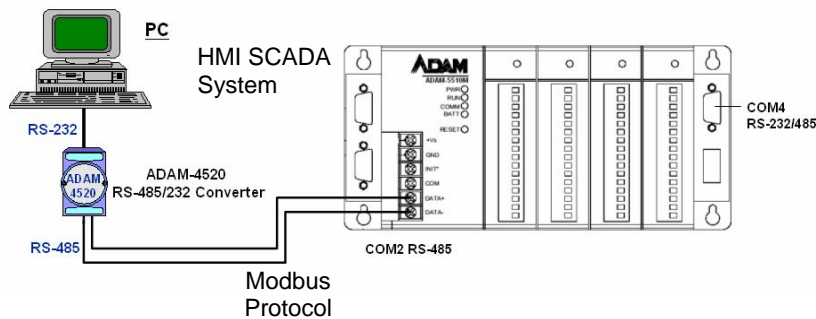 PC
HMI SCADA
System
RS-232
ADAM
4520
ADAM-4520
RS-485/232 Converter
RS-485
Modbus
Protocol
ADAM
ADAM-5510M
PWR
RUN
COMM
BATT
RESET
+Vs
GND
INIT*
COM
DATA+
DATA-
COM2 RS-485
COM4
RS-232/485